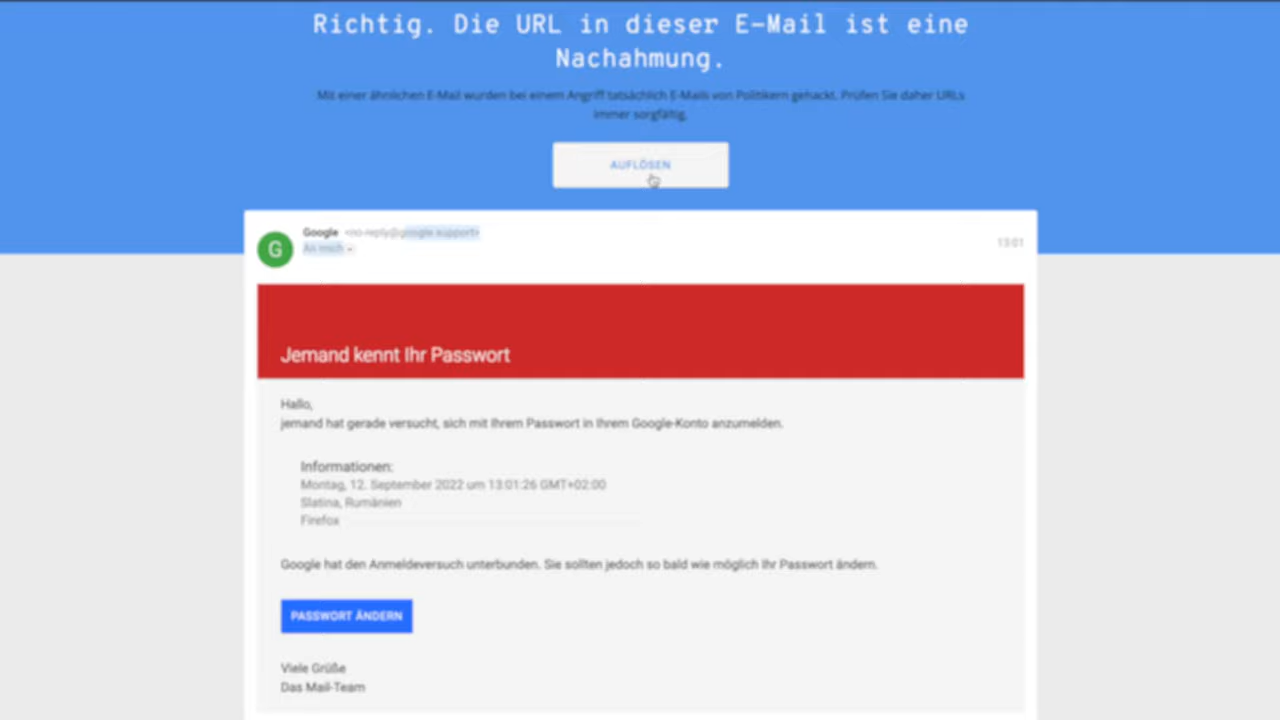 Richtig. Die URL in dieser E-Mail ist eine
Nachahmung.
Mit einer ähnlichen E-Mail wurden bei einem Angriff tatsächlich E-Mails von Politikern gehackt. Prüfen Sie daher URLs
immer sorgfältig.
AUFLÖSEN
G
Google <no-reply@google.support>
An mich
13:01
Jemand kennt Ihr Passwort
Hallo,
jemand hat gerade versucht, sich mit Ihrem Passwort in Ihrem Google-Konto anzumelden.
Informationen:
Montag, 12. September 2022 um 13:01:26 GMT+02:00
Slatina, Rumänien
Firefox
Google hat den Anmeldeversuch unterbunden. Sie sollten jedoch so bald wie möglich Ihr Passwort ändern.
PASSWORT ÄNDERN
Viele Grüße
Das Mail-Team